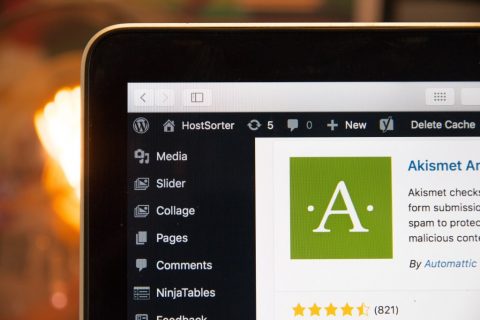 HostSorter 5 0 New Delete Cache
Media
Slider
Collage
Pages
Comments
NinjaTables
Feedback
A
Akismet An
Akismet checks
form submissio
spam to protec
malicious conte
By Automattic
(821)